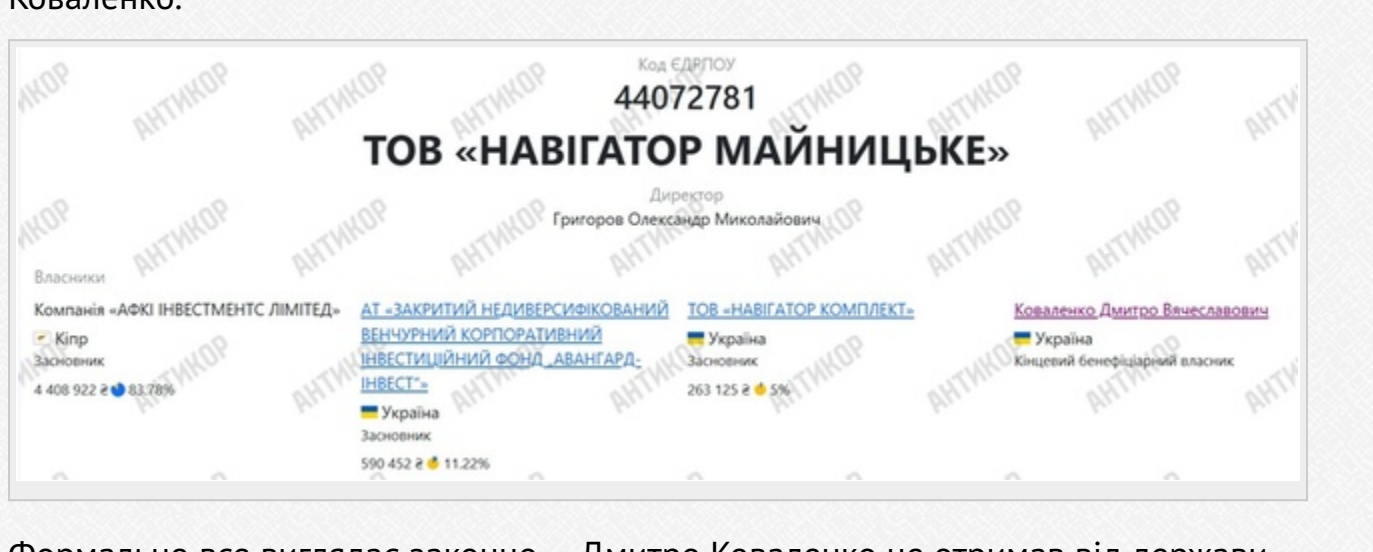 Коваленко.
Код ЄДРПОУ
44072781
ТОВ «НАВІГАТОР МАЙНИЦЬКЕ»
Директор
Григоров Олександр Миколайович
Власники
Компанія «АФКІ ІНВЕСТМЕНТС ЛІМІТЕД»
Кіпр
Засновник
4 408 922 ₴ 83.78%
АТ «ЗАКРИТИЙ НЕДИВЕРСИФІКОВАНИЙ
ВЕНЧУРНИЙ КОРПОРАТИВНИЙ
ІНВЕСТИЦІЙНИЙ ФОНД „АВАНГАРД-
ІНВЕСТ"»
Україна
Засновник
590 452 ₴ 11.22%
ТОВ «НАВІГАТОР КОМПЛЕКТ»
Україна
Засновник
263 125 ₴ 5%
Коваленко Дмитро Вячеславович
Україна
Кінцевий бенефіціарний власник
АНТИКОР
Формально все виглядає законно – Дмитро Коваленко не отримав від держави